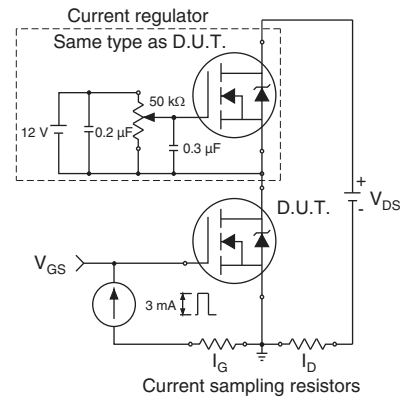 Current regulator
Same type as D.U.T.
50 kΩ
12 V
0.2 µF
0.3 µF
D.U.T.
+
V_DS
-
V_GS
3 mA
I_G
I_D
Current sampling resistors